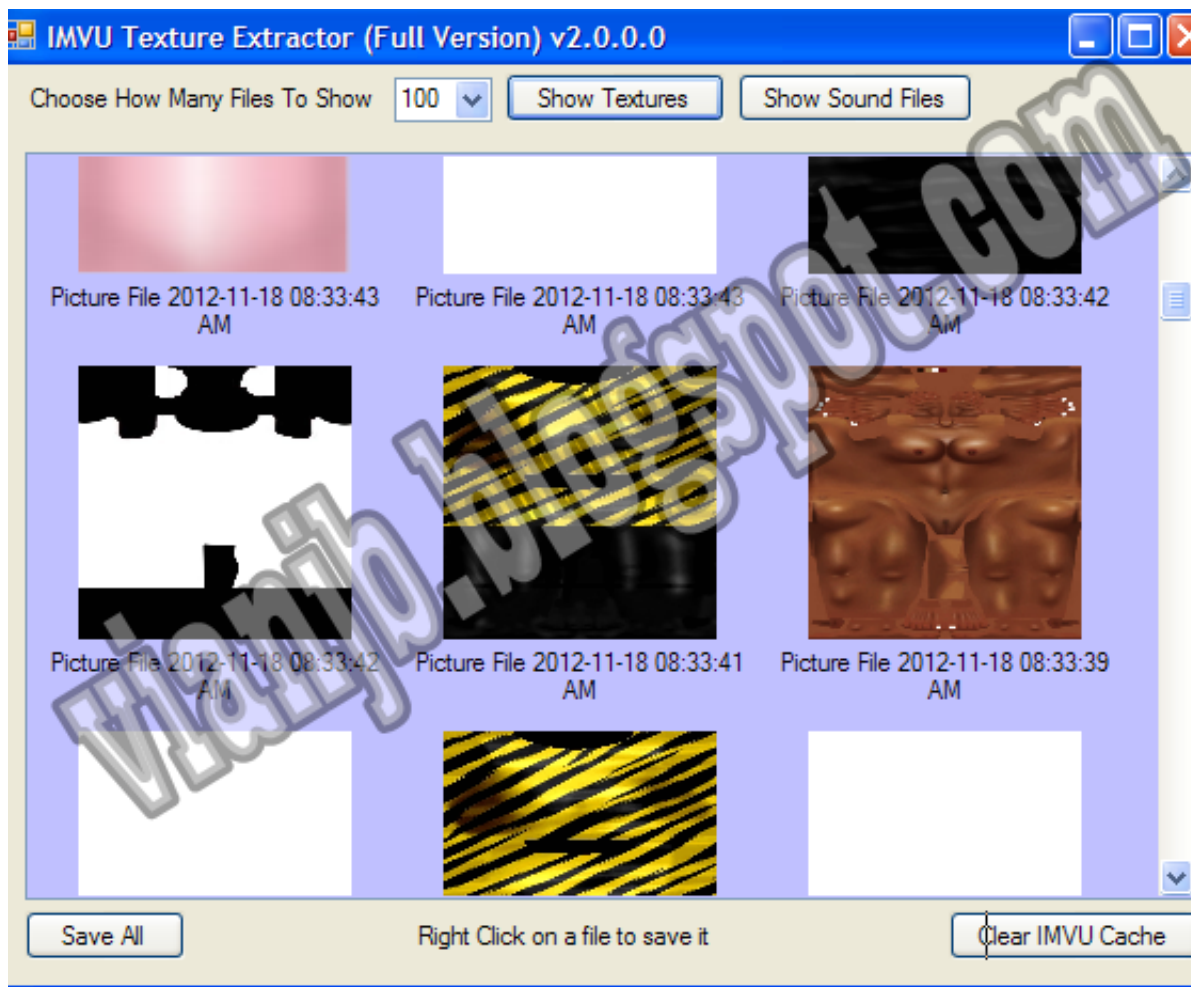 IMVU Texture Extractor (Full Version) v2.0.0.0
Choose How Many Files To Show 100 Show Textures Show Sound Files
Picture File 2012-11-18 08:33:43 AM
Picture File 2012-11-18 08:33:43 AM
Picture File 2012-11-18 08:33:42 AM
Picture File 2012-11-18 08:33:42 AM
Picture File 2012-11-18 08:33:41 AM
Picture File 2012-11-18 08:33:39 AM
vianjb.blogspot.com
Save All Right Click on a file to save it Clear IMVU Cache